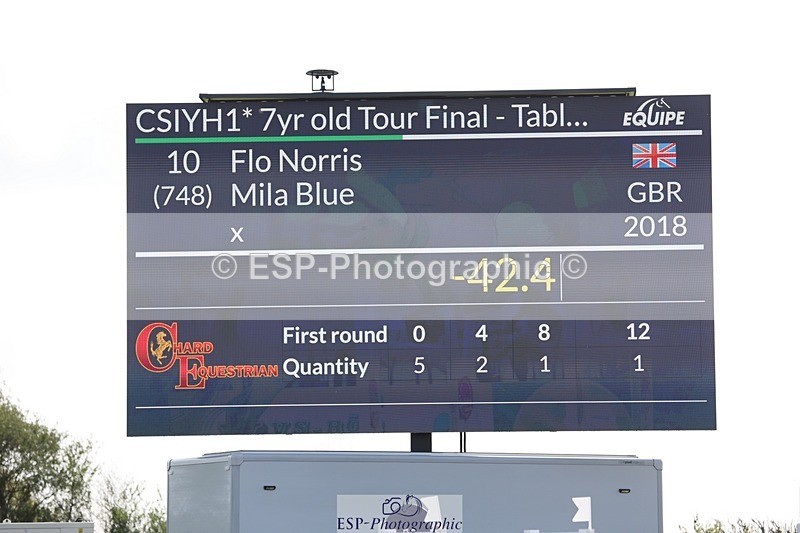 CSIYH1* 7yr old Tour Final - Tabl...
EQUIPE
10 Flo Norris
(748) Mila Blue GBR
x 2018
© ESP-Photographic ©
-42.4
CHARD
EQUESTRIAN
First round 0 4 8 12
Quantity 5 2 1 1
ESP-Photographic